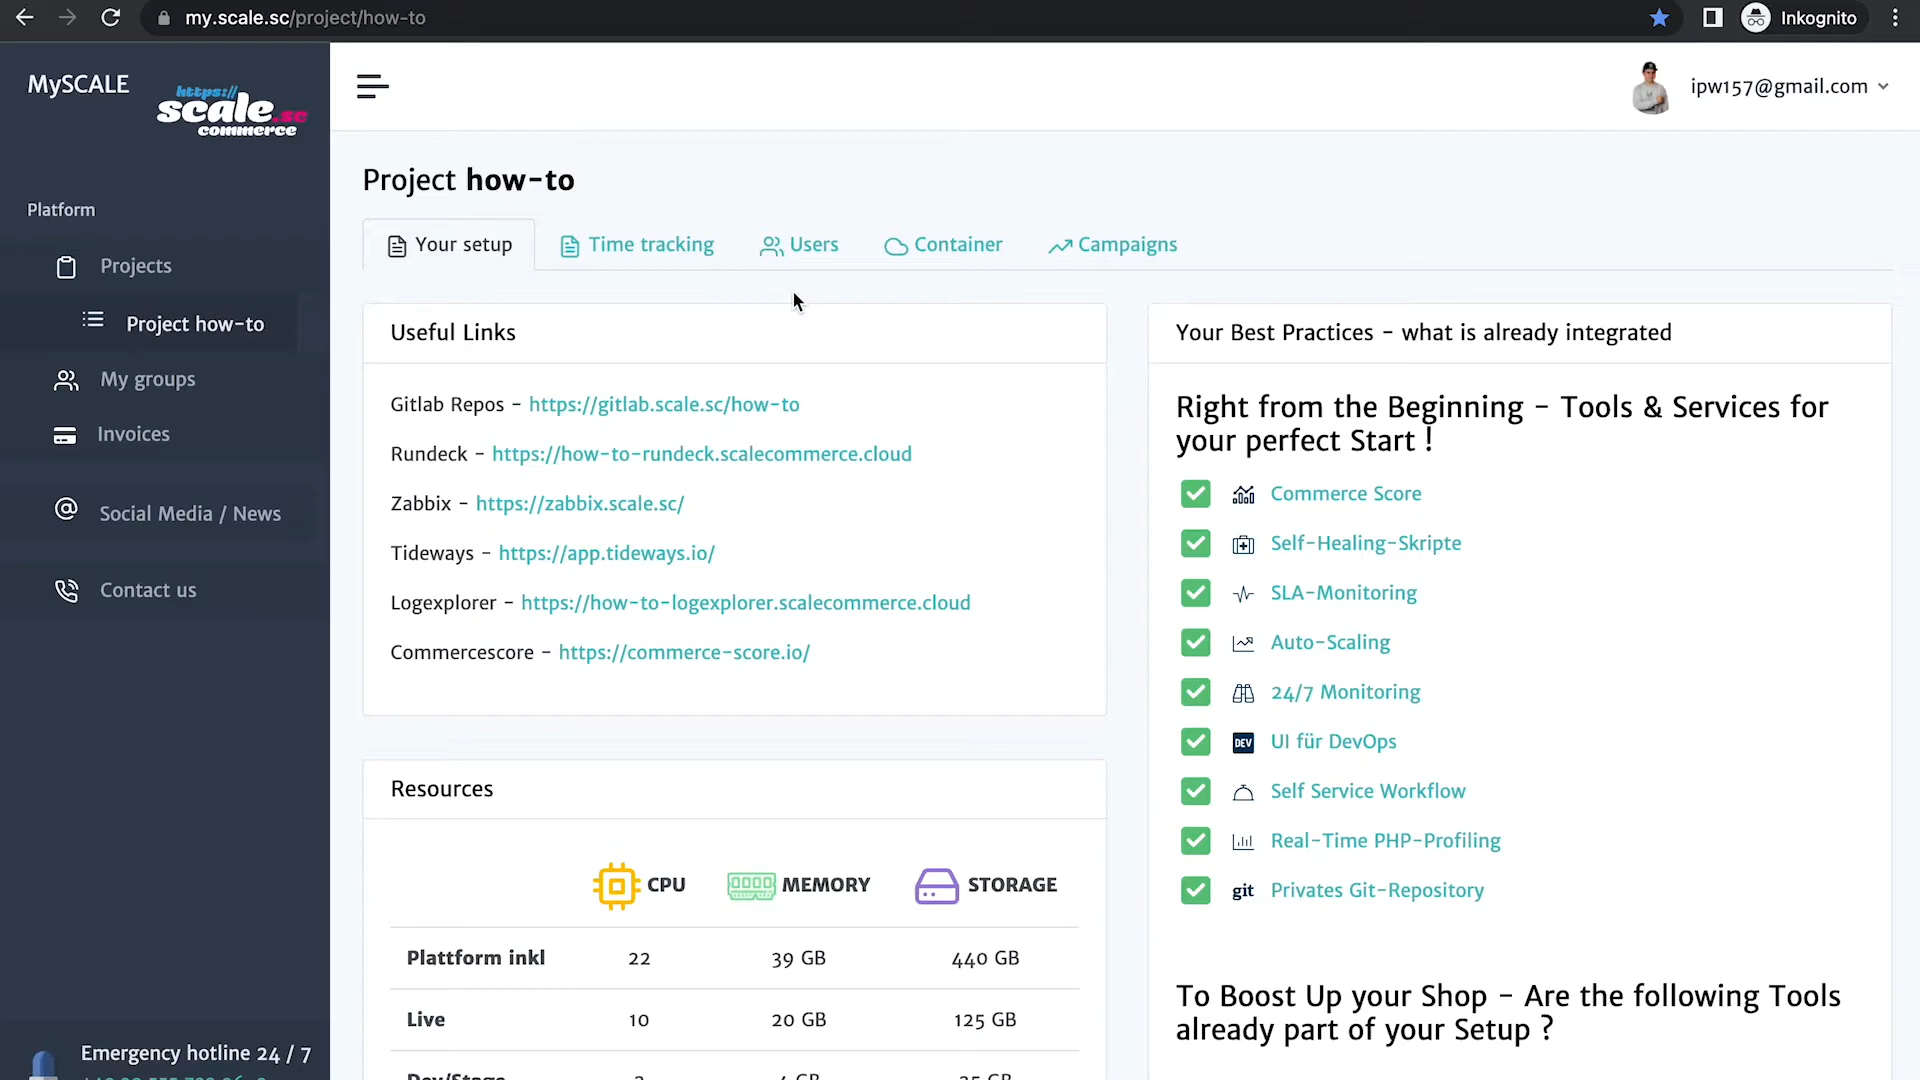 my.scale.sc/project/how-to
Inkognito
MySCALE
https://
scale.sc
commerce
ipw157@gmail.com
Platform
Projects
Project how-to
My groups
Invoices
Social Media / News
Contact us
Emergency hotline 24 / 7
Project how-to
Your setup
Time tracking
Users
Container
Campaigns
Useful Links
Gitlab Repos - https://gitlab.scale.sc/how-to
Rundeck - https://how-to-rundeck.scalecommerce.cloud
Zabbix - https://zabbix.scale.sc/
Tideways - https://app.tideways.io/
Logexplorer - https://how-to-logexplorer.scalecommerce.cloud
Commercescore - https://commerce-score.io/
Resources
CPU MEMORY STORAGE
Plattform inkl 22 39 GB 440 GB
Live 10 20 GB 125 GB
Dev/Stage
Your Best Practices - what is already integrated
Right from the Beginning - Tools & Services for
your perfect Start !
Commerce Score
Self-Healing-Skripte
SLA-Monitoring
Auto-Scaling
24/7 Monitoring
DEV UI für DevOps
Self Service Workflow
Real-Time PHP-Profiling
git Privates Git-Repository
To Boost Up your Shop - Are the following Tools
already part of your Setup ?